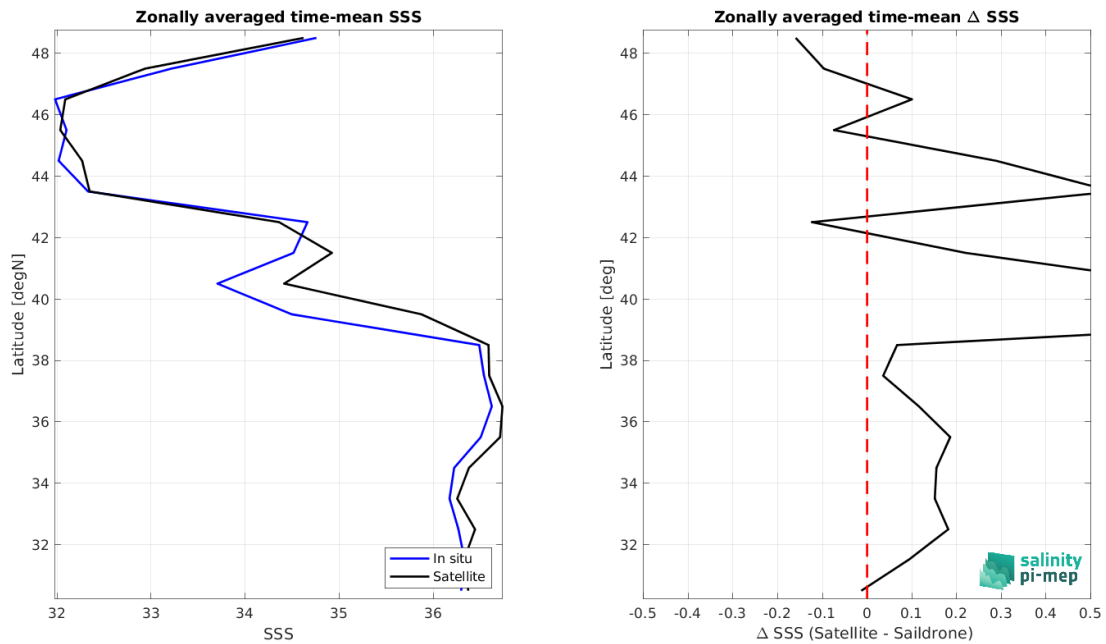 Zonally averaged time-mean SSS
48
46
44
42
40
38
36
34
32
Latitude [degN]
32 33 34 35 36
SSS
In situ
Satellite
Zonally averaged time-mean Δ SSS
48
46
44
42
40
38
36
34
32
Latitude [deg]
-0.5 -0.4 -0.3 -0.2 -0.1 0 0.1 0.2 0.3 0.4 0.5
Δ SSS (Satellite - Saildrone)
salinity
pi-mep